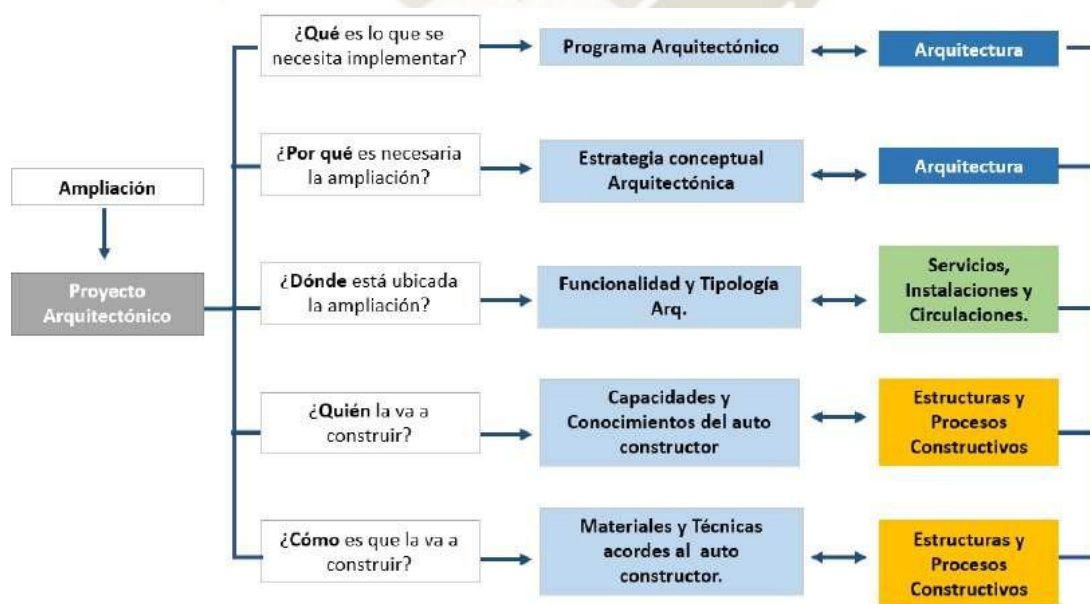 ¿Qué es lo que se
necesita implementar?
Programa Arquitectónico
Arquitectura
¿Por qué es necesaria
la ampliación?
Estrategia conceptual
Arquitectónica
Arquitectura
Ampliación
Proyecto
Arquitectónico
¿Dónde está ubicada
la ampliación?
Funcionalidad y Tipología
Arq.
Servicios,
Instalaciones y
Circulaciones.
¿Quién la va a
construir?
Capacidades y
Conocimientos del auto
constructor
Estructuras y
Procesos
Constructivos
¿Cómo es que la va a
construir?
Materiales y Técnicas
acordes al auto
constructor.
Estructuras y
Procesos
Constructivos